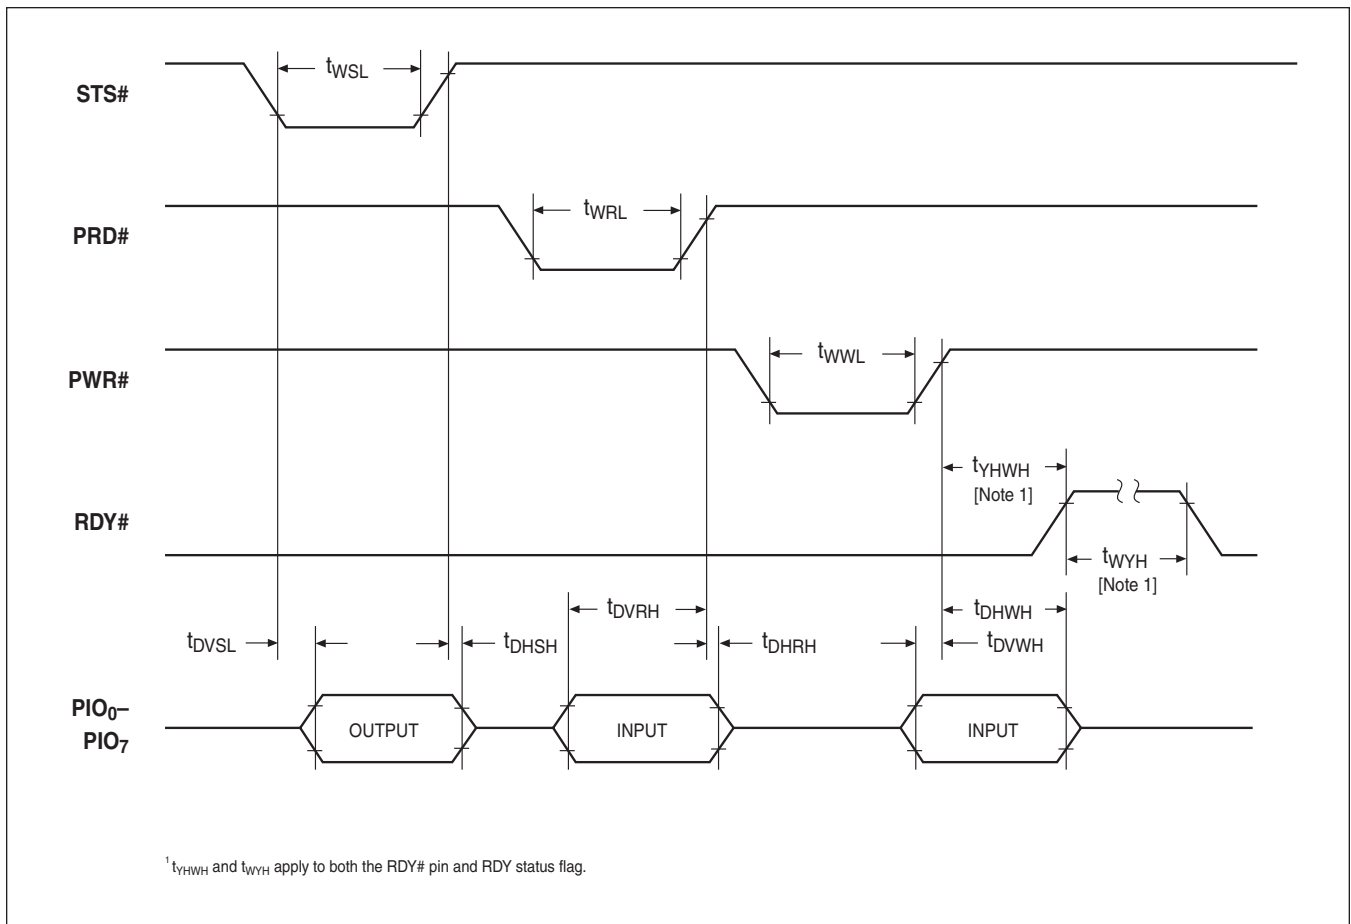 tWSL
STS#
tWRL
PRD#
tWWL
PWR#
tYHWH
[Note 1]
RDY#
tWYH
[Note 1]
tDVRH
tDHWH
tDVSL
tDHSH
tDHRH
tDVWH
PIO0–
PIO7
OUTPUT
INPUT
INPUT
1 tYHWH and tWYH apply to both the RDY# pin and RDY status flag.